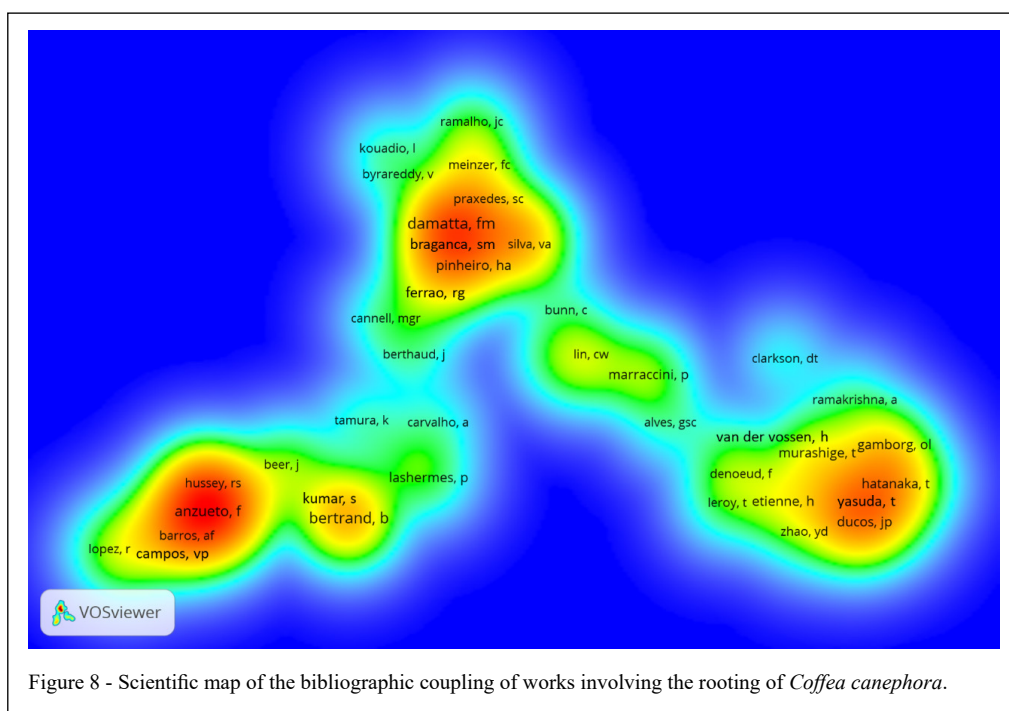 ramalho, jc
kouadio, l
meinzer, fc
byrareddy, v
praxedes, sc
damatta, fm
braganca, sm
silva, va
pinheiro, ha
ferrao, rg
bunn, c
cannell, mgr
berthaud, j
lin, cw
clarkson, dt
marraccini, p
ramakrishna, a
tamura, k
carvalho, a
alves, gsc
van der vossen, h
gamborg, ol
murashige, t
beer, j
lashermes, p
denoeud, f
hussey, rs
hatanaka, t
kumar, s
leroy, t
etienne, h
yasuda, t
anzueto, f
bertrand, b
ducos, jp
barros, af
zhao, yd
lopez, r
campos, vp
VOSviewer
Figure 8 - Scientific map of the bibliographic coupling of works involving the rooting of Coffea canephora.